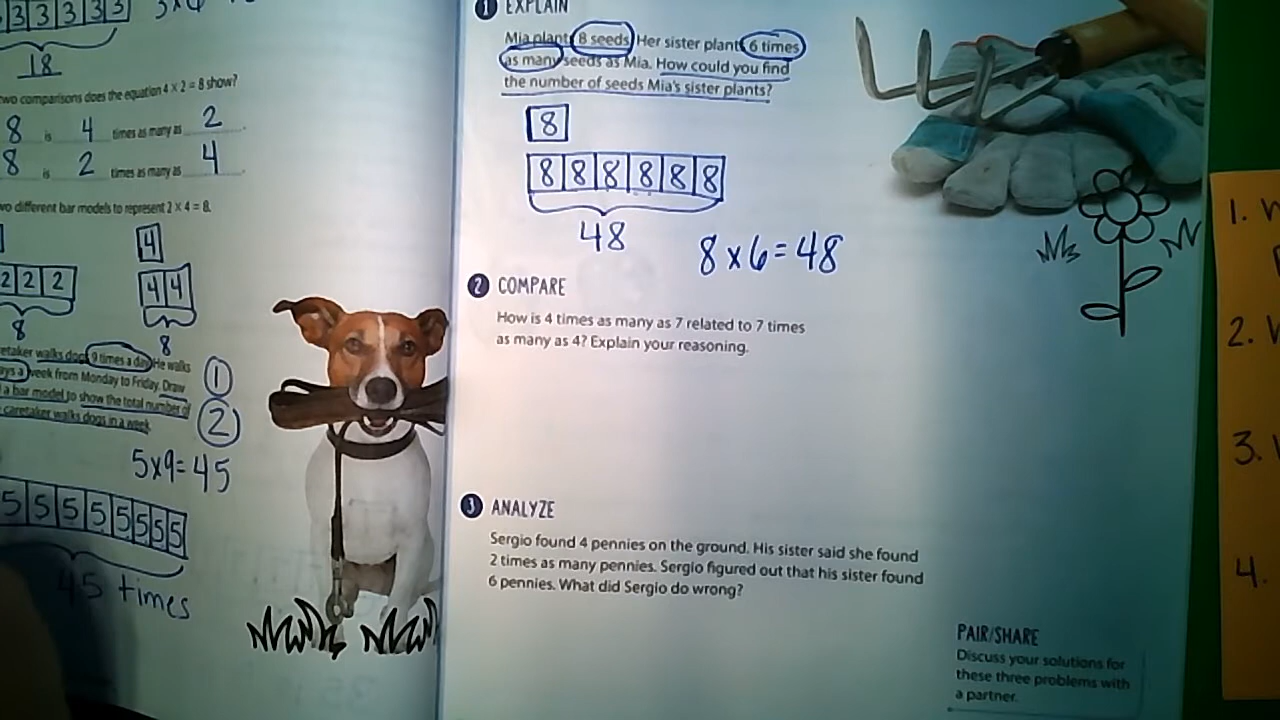 3 3 3 3 3
18
two comparisons does the equation 4 × 2 = 8 show?
8 is 4 times as many as 2.
8 is 2 times as many as 4.
two different bar models to represent 2 × 4 = 8.
4
2 2 2
4 4
8
8
caretaker walks dogs 9 times a day. He walks
days a week from Monday to Friday. Draw
a bar model to show the total number of
caretaker walks dogs in a week.
1
2
5x9=45
5 5 5 5 5 5 5 5
45 times
1 EXPLAIN
Mia plants 8 seeds. Her sister plants 6 times
as many seeds as Mia. How could you find
the number of seeds Mia's sister plants?
8
8 8 8 8 8 8
48
8 x 6 = 48
2 COMPARE
How is 4 times as many as 7 related to 7 times
as many as 4? Explain your reasoning.
3 ANALYZE
Sergio found 4 pennies on the ground. His sister said she found
2 times as many pennies. Sergio figured out that his sister found
6 pennies. What did Sergio do wrong?
PAIR/SHARE
Discuss your solutions for
these three problems with
a partner.
1.
2.
3.
4.